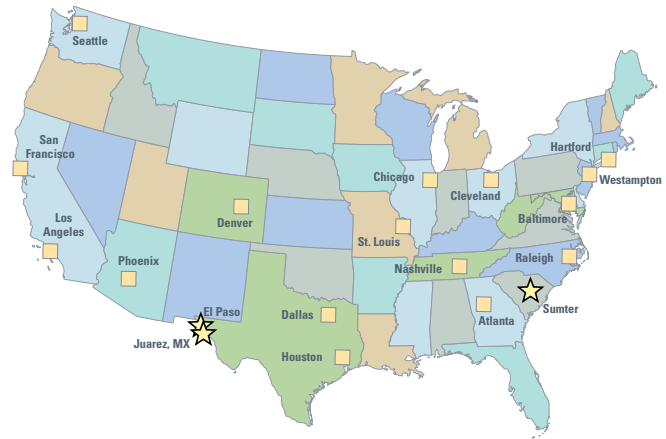 Seattle
San
Francisco
Los
Angeles
Phoenix
Denver
El Paso
Juarez, MX
Dallas
Houston
St. Louis
Chicago
Nashville
Cleveland
Atlanta
Sumter
Raleigh
Baltimore
Westampton
Hartford